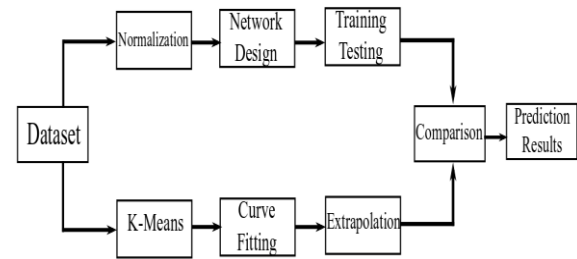 Dataset
Normalization
Network
Design
Training
Testing
K-Means
Curve
Fitting
Extrapolation
Comparison
Prediction
Results